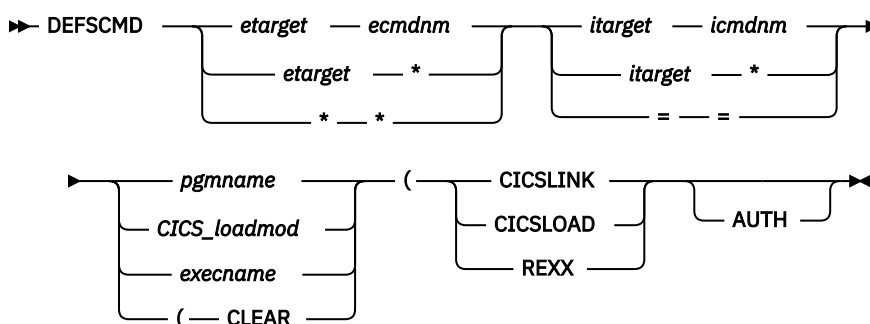 DEFSCMD etarget ecmdnm itarget icmdnm
etarget * itarget *
* * = =
pgmname ( CICSLINK
CICS_loadmod CICSLOAD AUTH
execname REXX
( CLEAR